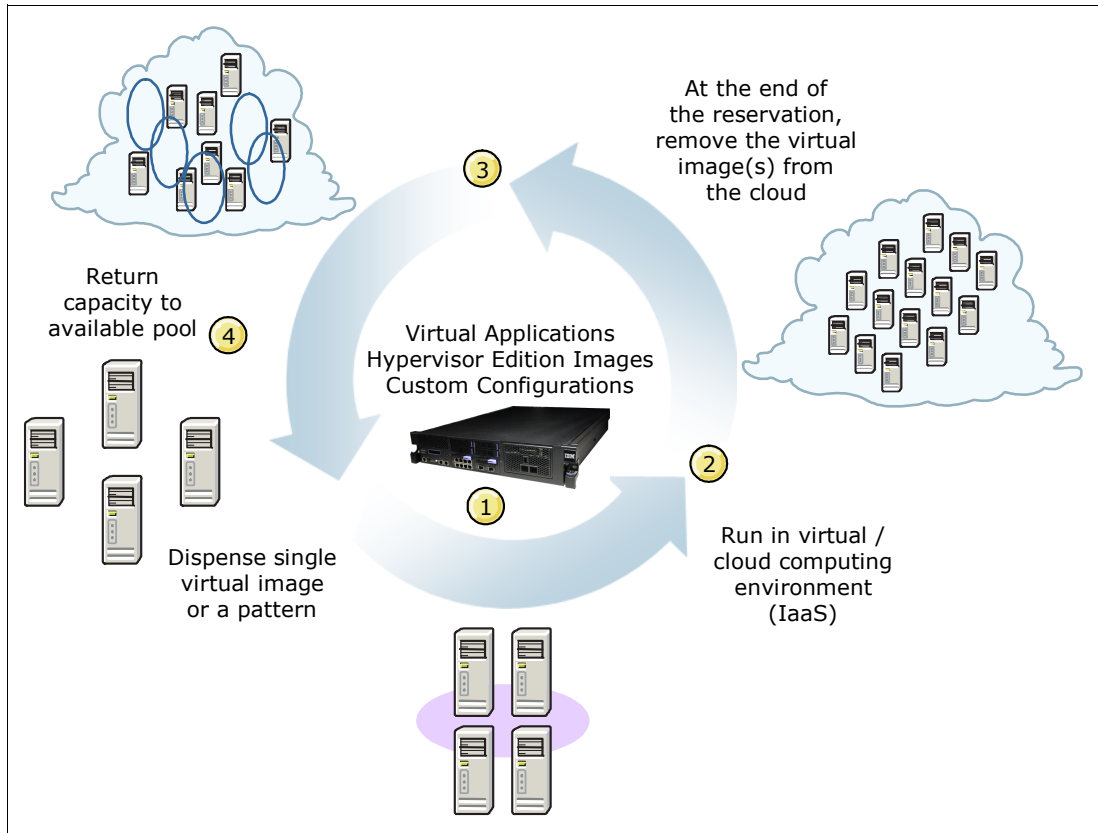 At the end of
the reservation,
remove the virtual
image(s) from
the cloud
3
Return
capacity to
available pool
4
Virtual Applications
Hypervisor Edition Images
Custom Configurations
IBM
1
2
Dispense single
virtual image
or a pattern
Run in virtual /
cloud computing
environment
(IaaS)